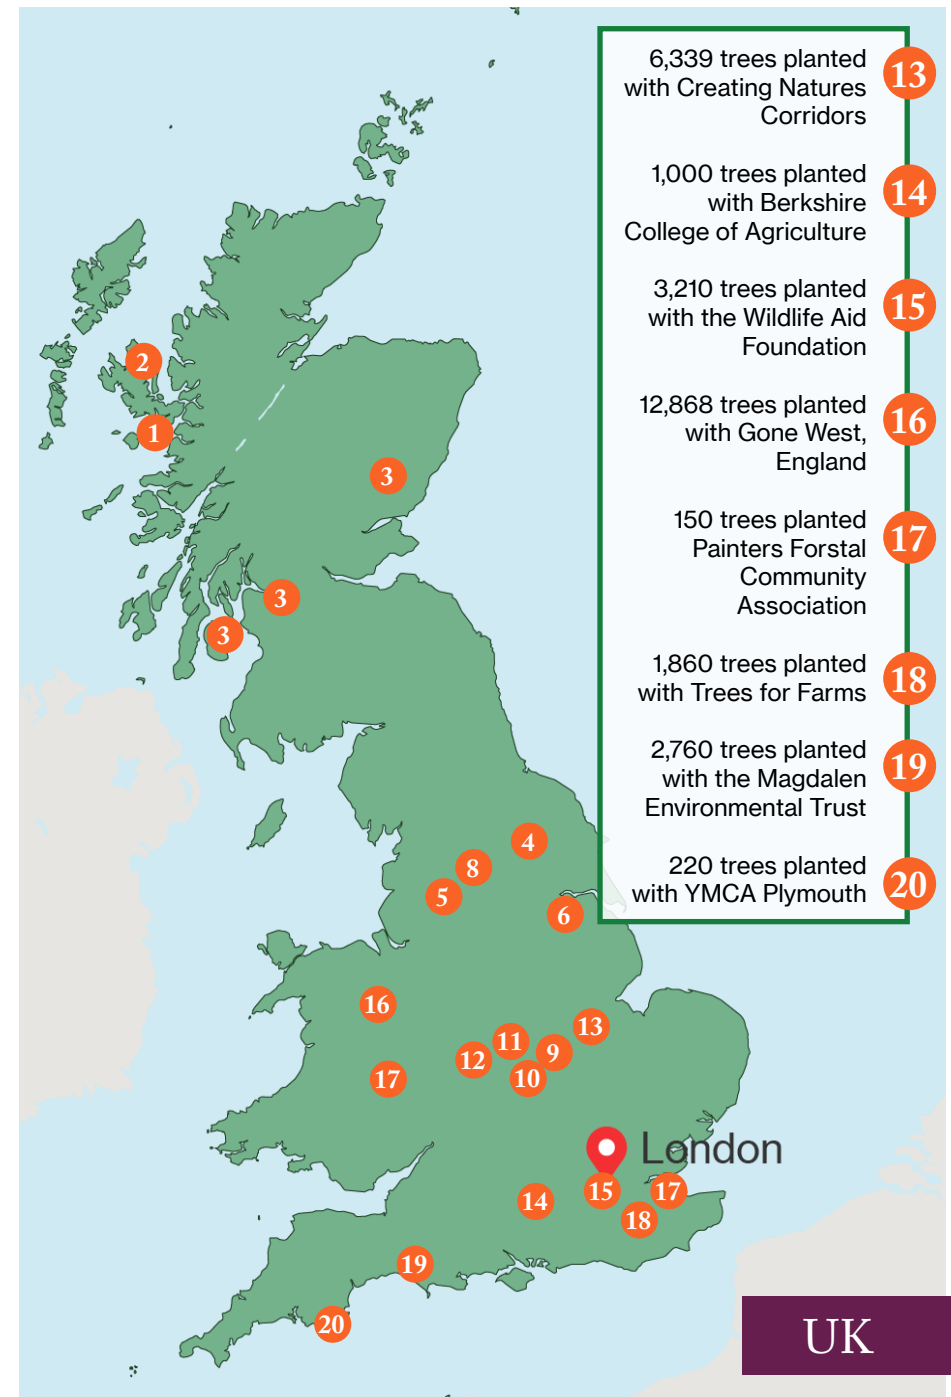 6,339 trees planted
with Creating Natures
Corridors
13
1,000 trees planted
with Berkshire
College of Agriculture
14
3,210 trees planted
with the Wildlife Aid
Foundation
15
12,868 trees planted
with Gone West,
England
16
150 trees planted
Painters Forstal
Community
Association
17
1,860 trees planted
with Trees for Farms
18
2,760 trees planted
with the Magdalen
Environmental Trust
19
220 trees planted
with YMCA Plymouth
20
2
1
3
3
3
4
8
5
6
16
13
11
9
12
10
17
London
15
17
14
18
19
20
UK